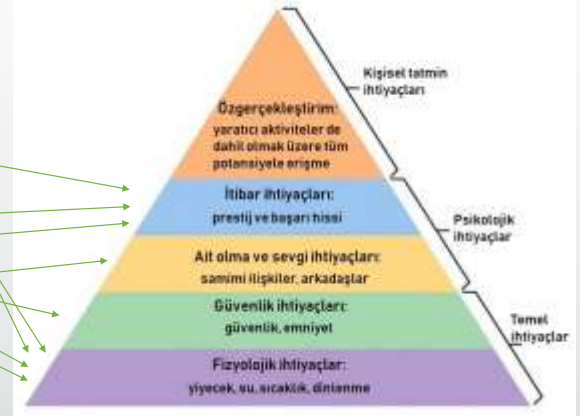 Özgerçekleştirim:
yaratıcı aktiviteler de
dahil olmak üzere tüm
potansiyele erişme
Kişisel tatmin
ihtiyaçları
İtibar ihtiyaçları:
prestij ve başarı hissi
Psikolojik
ihtiyaçlar
Ait olma ve sevgi ihtiyaçları:
samimi ilişkiler, arkadaşlar
Güvenlik ihtiyaçları:
güvenlik, emniyet
Temel
ihtiyaçlar
Fizyolojik ihtiyaçlar:
yiyecek, su, sıcaklık, dinlenme